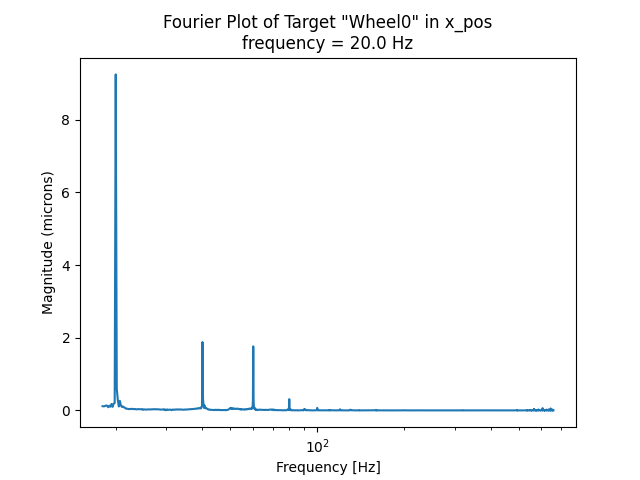 Fourier Plot of Target "Wheel0" in x_pos
frequency = 20.0 Hz
Magnitude (microns)
8
6
4
2
0
10²
Frequency [Hz]